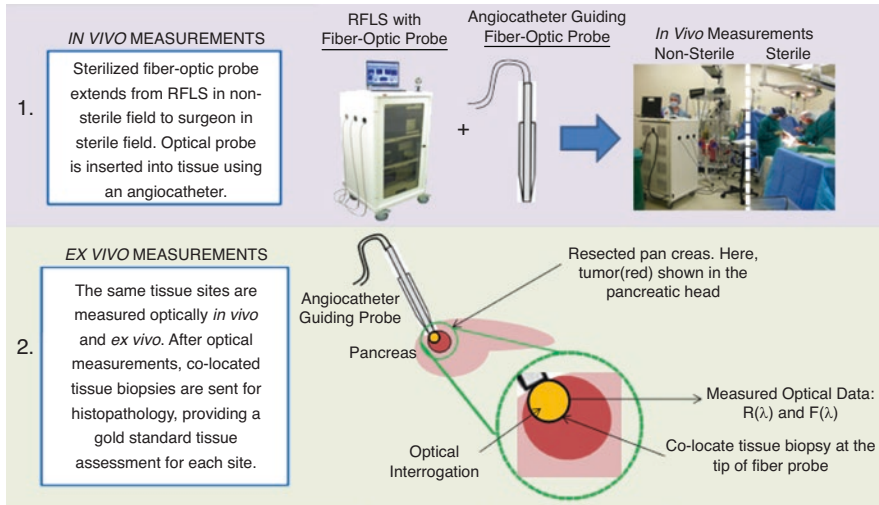 1.
IN VIVO MEASUREMENTS
Sterilized fiber-optic probe
extends from RFLS in non-
sterile field to surgeon in
sterile field. Optical probe
is inserted into tissue using
an angiocatheter.
RFLS with
Fiber-Optic Probe
+
Angiocatheter Guiding
Fiber-Optic Probe
In Vivo Measurements
Non-Sterile Sterile
2.
EX VIVO MEASUREMENTS
The same tissue sites are
measured optically in vivo
and ex vivo. After optical
measurements, co-located
tissue biopsies are sent for
histopathology, providing a
gold standard tissue
assessment for each site.
Angiocatheter
Guiding Probe
Pancreas
Resected pan creas. Here,
tumor(red) shown in the
pancreatic head
Optical
Interrogation
Measured Optical Data:
R(λ) and F(λ)
Co-locate tissue biopsy at the
tip of fiber probe